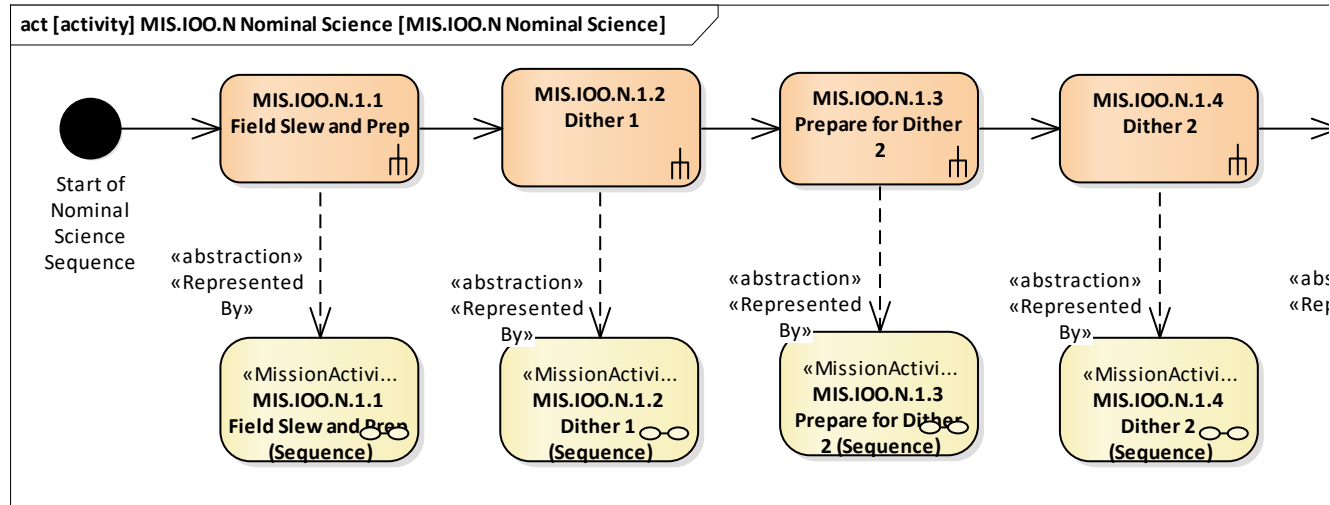 act [activity] MIS.IOO.N Nominal Science [MIS.IOO.N Nominal Science]
Start of
Nominal
Science
Sequence
MIS.IOO.N.1.1
Field Slew and Prep
MIS.IOO.N.1.2
Dither 1
MIS.IOO.N.1.3
Prepare for Dither
2
MIS.IOO.N.1.4
Dither 2
«abstraction»
«Represented
By»
«abstraction»
«Represented
By»
«abstraction»
«Represented
By»
«abstraction»
«Represented
By»
«abs
«Rep
«MissionActivi...
MIS.IOO.N.1.1
Field Slew and Prep
(Sequence)
«MissionActivi...
MIS.IOO.N.1.2
Dither 1
(Sequence)
«MissionActivi...
MIS.IOO.N.1.3
Prepare for Dither
2 (Sequence)
«MissionActivi...
MIS.IOO.N.1.4
Dither 2
(Sequence)